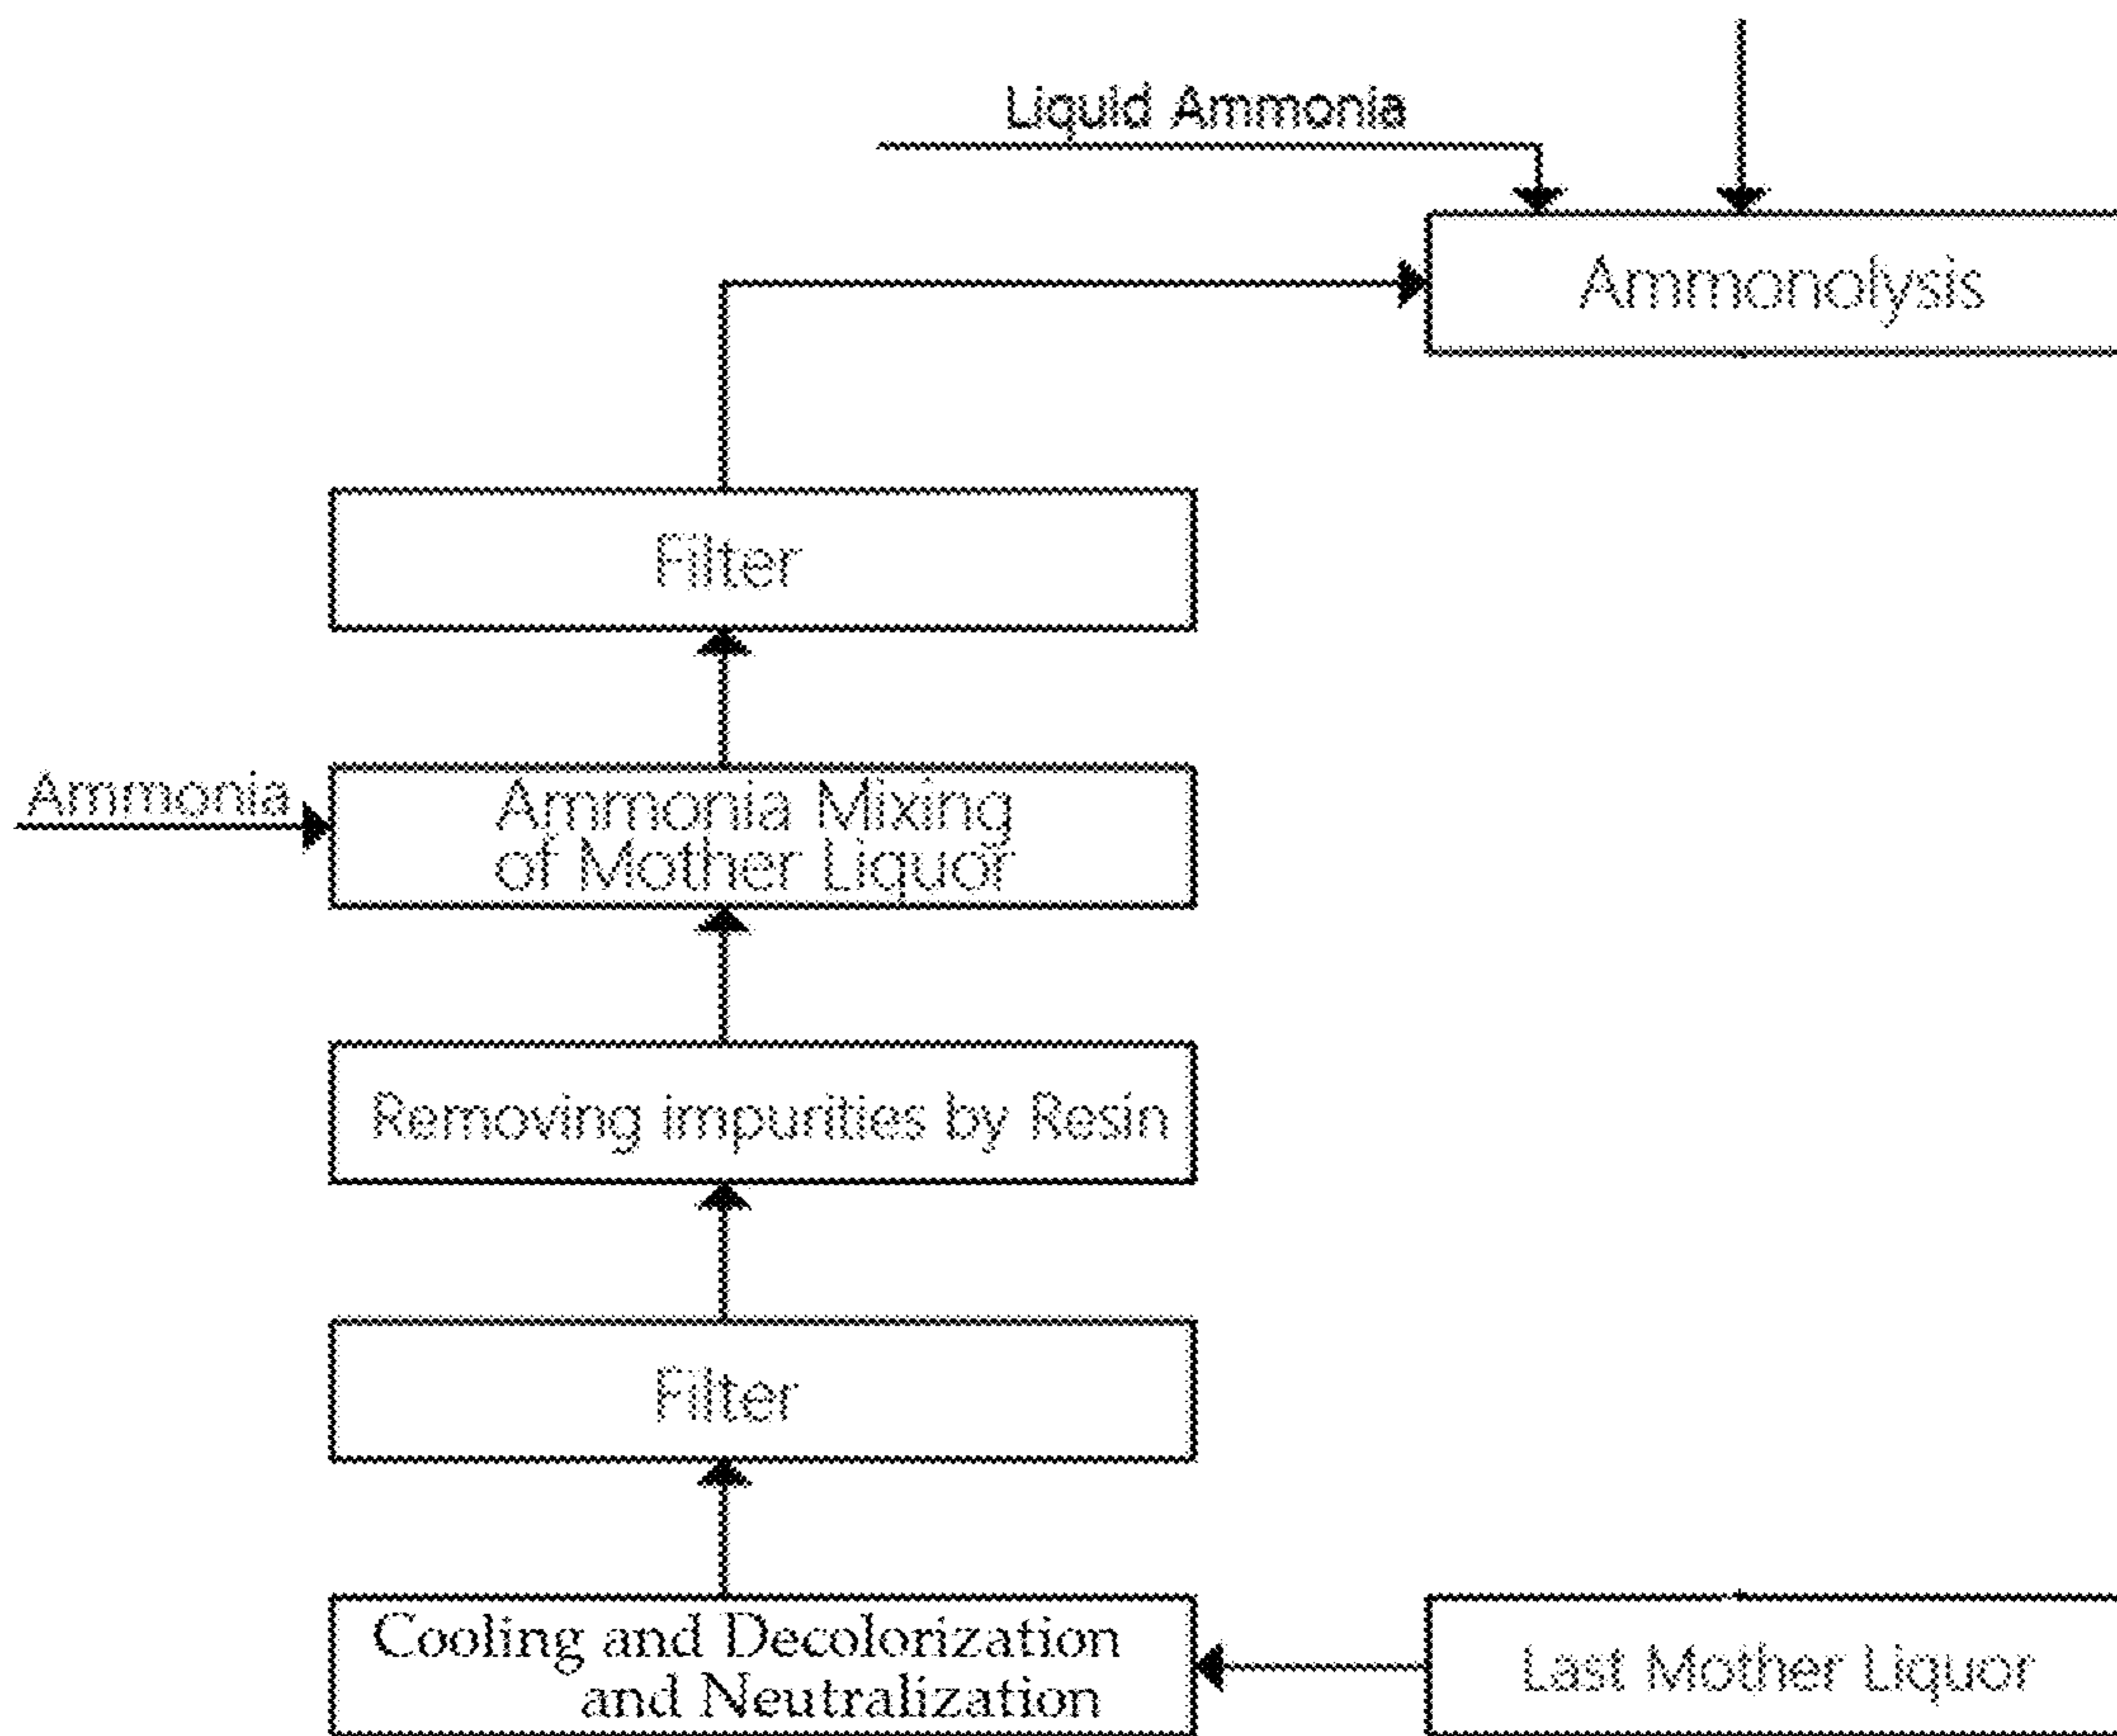 Liquid Ammonia
Ammonolysis
Filter
Ammonia
Ammonia Mixing
of Mother Liquor
Removing impurities by Resin
Filter
Cooling and Decolorization
and Neutralization
Last Mother Liquor